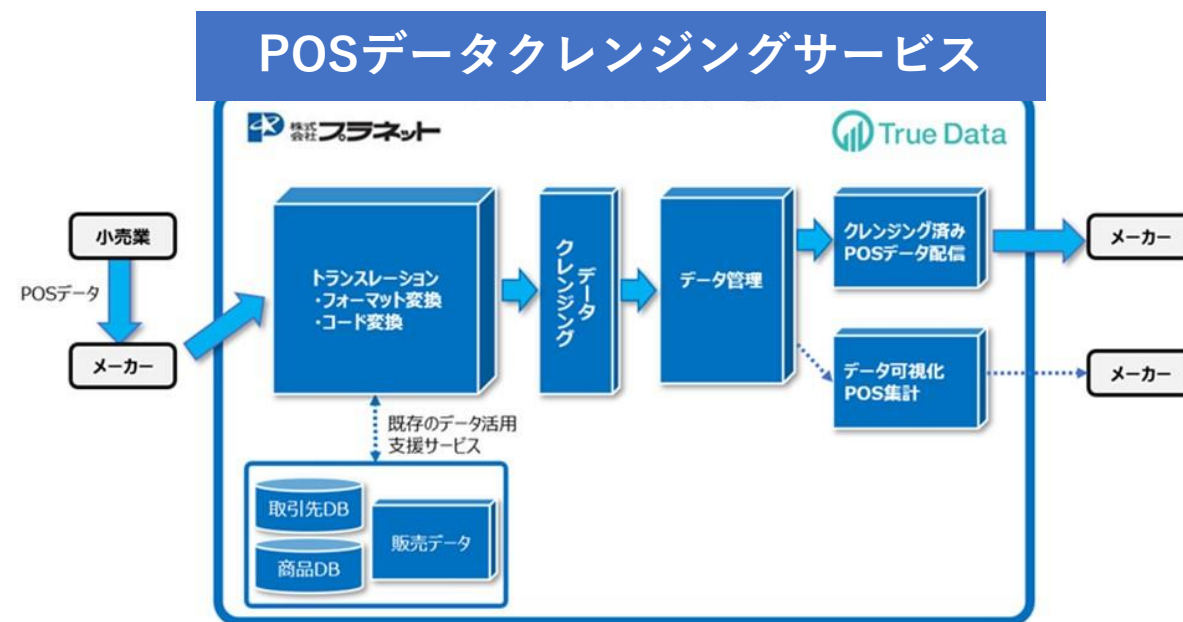 POSデータクレンジングサービス
株式会社プラネット
True Data
小売業
POSデータ
メーカー
トランスレーション
・フォーマット変換
・コード変換
データ
クレンジング
データ管理
クレンジング済み
POSデータ配信
メーカー
データ可視化
POS集計
メーカー
既存のデータ活用
支援サービス
取引先DB
商品DB
販売データ